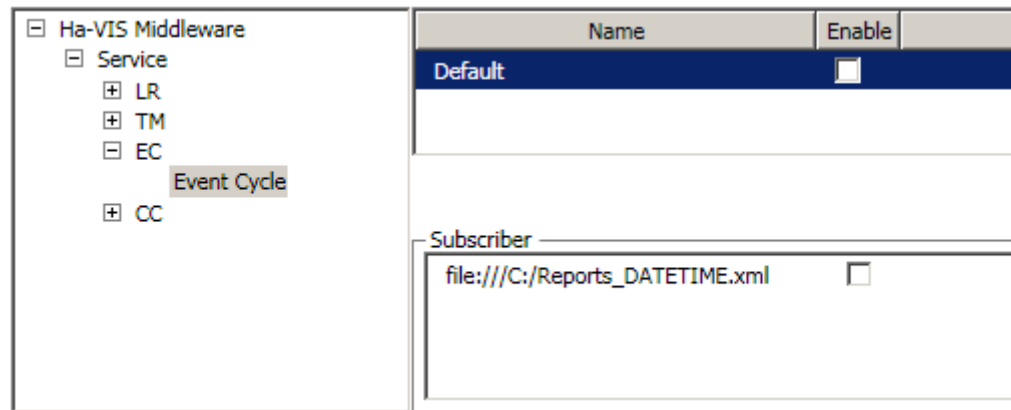 Ha-VIS Middleware
Service
LR
TM
EC
Event Cycle
CC
Name Enable
Default
Subscriber
file:///C:/Reports_DATETIME.xml